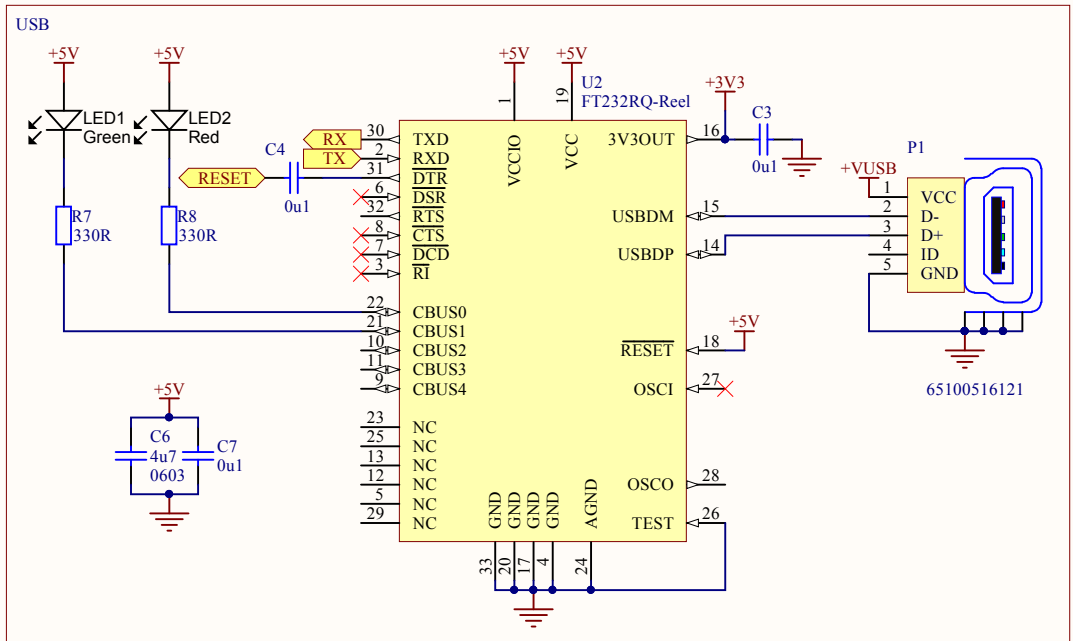 USB
+5V
+5V
+5V
+5V
U2
FT232RQ-Reel
+3V3
LED1
Green
LED2
Red
1
VCCIO
19
VCC
RX
30
TXD
3V3OUT
16
C3
0u1
TX
2
RXD
C4
0u1
RESET
31
DTR
6
DSR
32
RTS
8
CTS
7
DCD
3
RI
R7
330R
R8
330R
USBDM
15
USBDP
14
P1
+VUSB
1
VCC
2
D-
3
D+
4
ID
5
GND
65100516121
22
CBUS0
21
CBUS1
10
CBUS2
11
CBUS3
9
CBUS4
RESET
18
+5V
OSCI
27
+5V
C6
4u7
0603
C7
0u1
23
NC
25
NC
13
NC
12
NC
5
NC
29
NC
OSCO
28
TEST
26
GND
GND
GND
GND
AGND
33
20
17
4
24